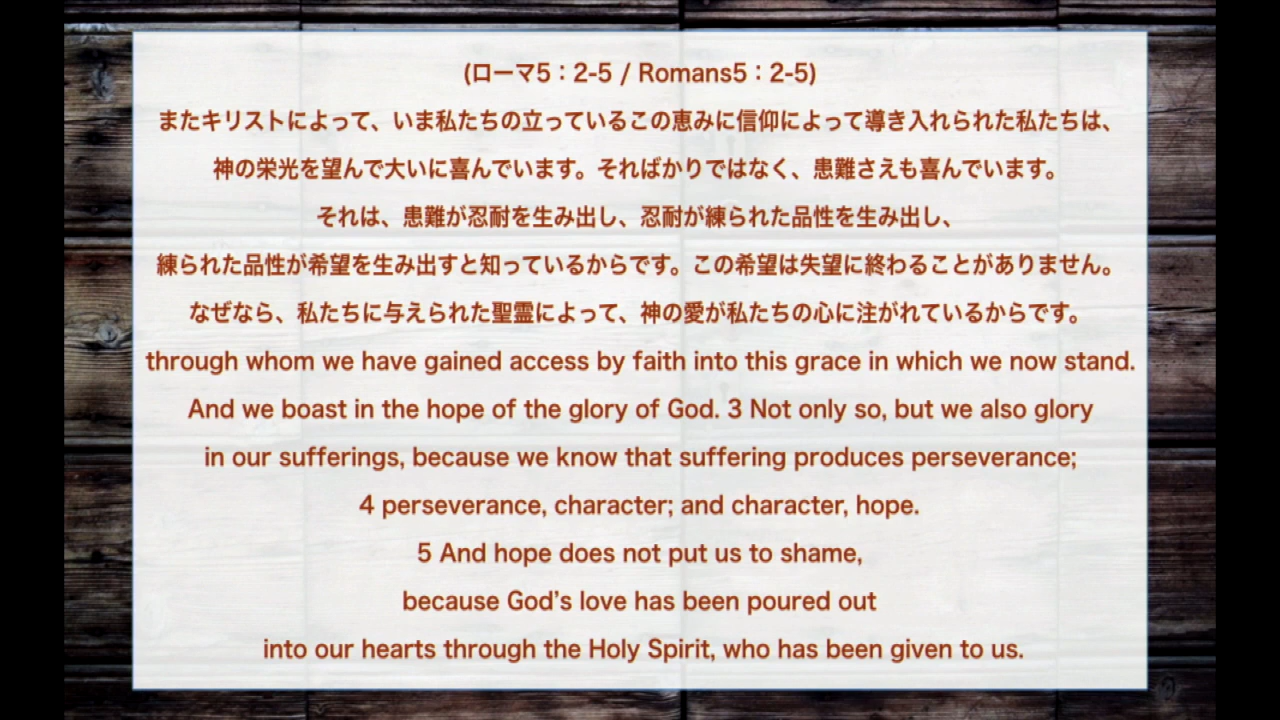 (ローマ5：2-5 / Romans5：2-5)
またキリストによって、いま私たちの立っているこの恵みに信仰によって導き入れられた私たちは、
神の栄光を望んで大いに喜んでいます。そればかりではなく、患難さえも喜んでいます。
それは、患難が忍耐を生み出し、忍耐が練られた品性を生み出し、
練られた品性が希望を生み出すと知っているからです。この希望は失望に終わることがありません。
なぜなら、私たちに与えられた聖霊によって、神の愛が私たちの心に注がれているからです。
through whom we have gained access by faith into this grace in which we now stand.
And we boast in the hope of the glory of God. 3 Not only so, but we also glory
in our sufferings, because we know that suffering produces perseverance;
4 perseverance, character; and character, hope.
5 And hope does not put us to shame,
because God’s love has been poured out
into our hearts through the Holy Spirit, who has been given to us.